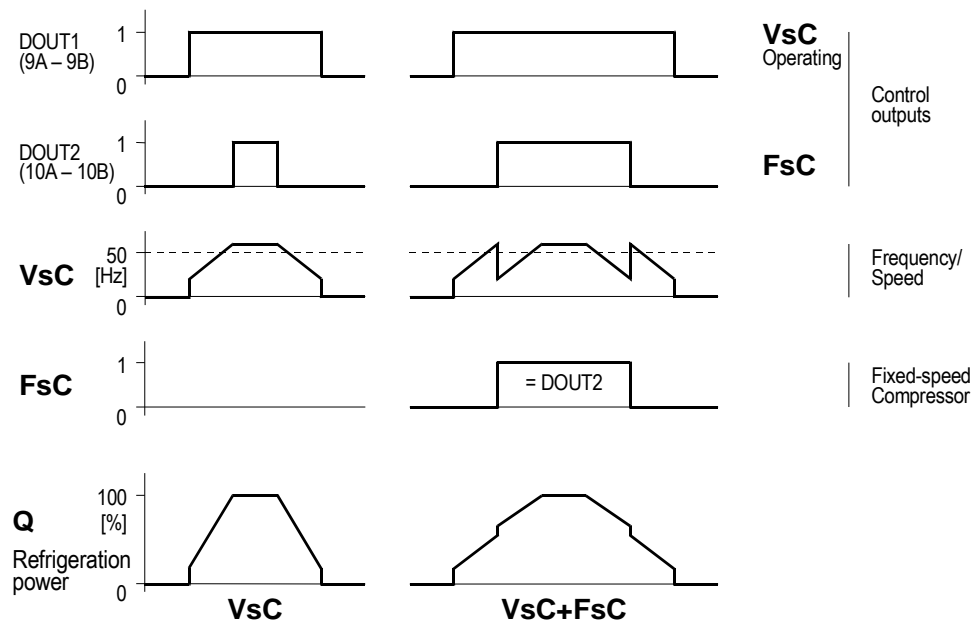 DOUT1
(9A – 9B)
1
0
VsC
Operating
Control
outputs
DOUT2
(10A – 10B)
1
0
FsC
VsC
50
[Hz]
0
Frequency/
Speed
FsC
1
0
= DOUT2
Fixed-speed
Compressor
Q
Refrigeration
power
100
[%]
0
VsC
VsC+FsC